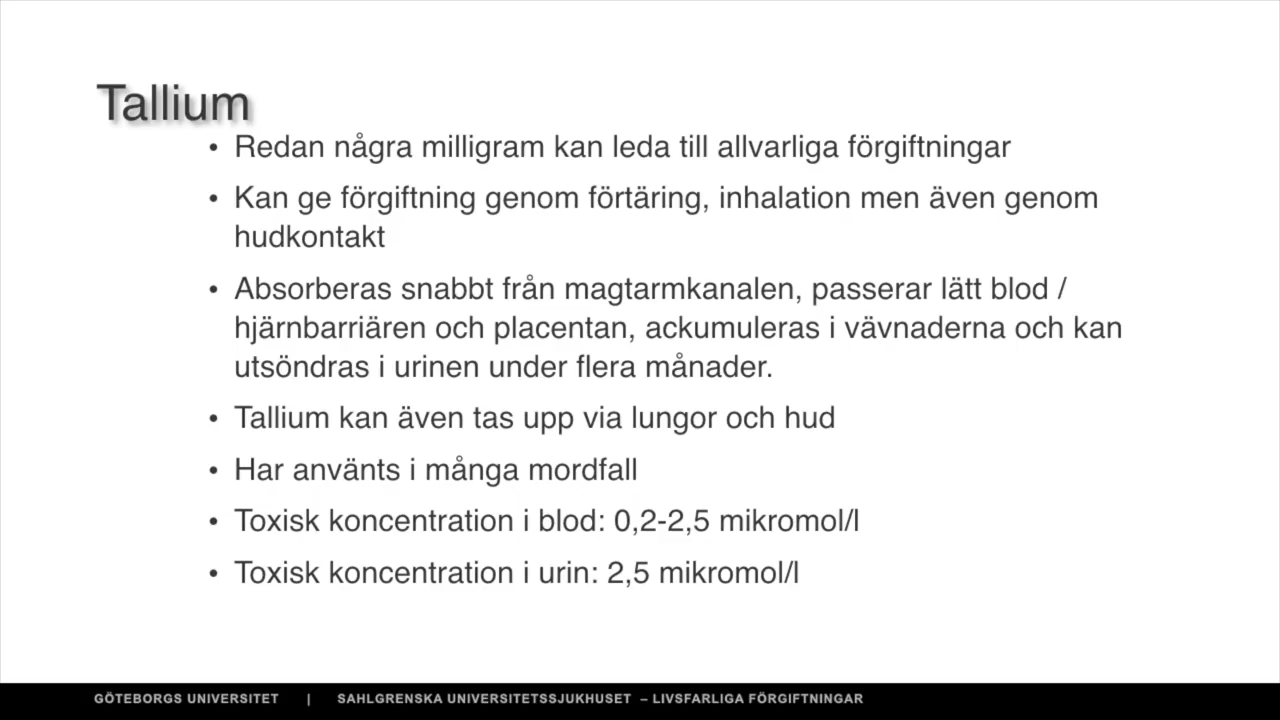 Tallium
• Redan några milligram kan leda till allvarliga förgiftningar
• Kan ge förgiftning genom förtäring, inhalation men även genom
hudkontakt
• Absorberas snabbt från magtarmkanalen, passerar lätt blod /
hjärnbarriären och placentan, ackumuleras i vävnaderna och kan
utsöndras i urinen under flera månader.
• Tallium kan även tas upp via lungor och hud
• Har använts i många mordfall
• Toxisk koncentration i blod: 0,2-2,5 mikromol/l
• Toxisk koncentration i urin: 2,5 mikromol/l
GÖTEBORGS UNIVERSITET | SAHLGRENSKA UNIVERSITETSSJUKHUSET – LIVSFARLIGA FÖRGIFTNINGAR